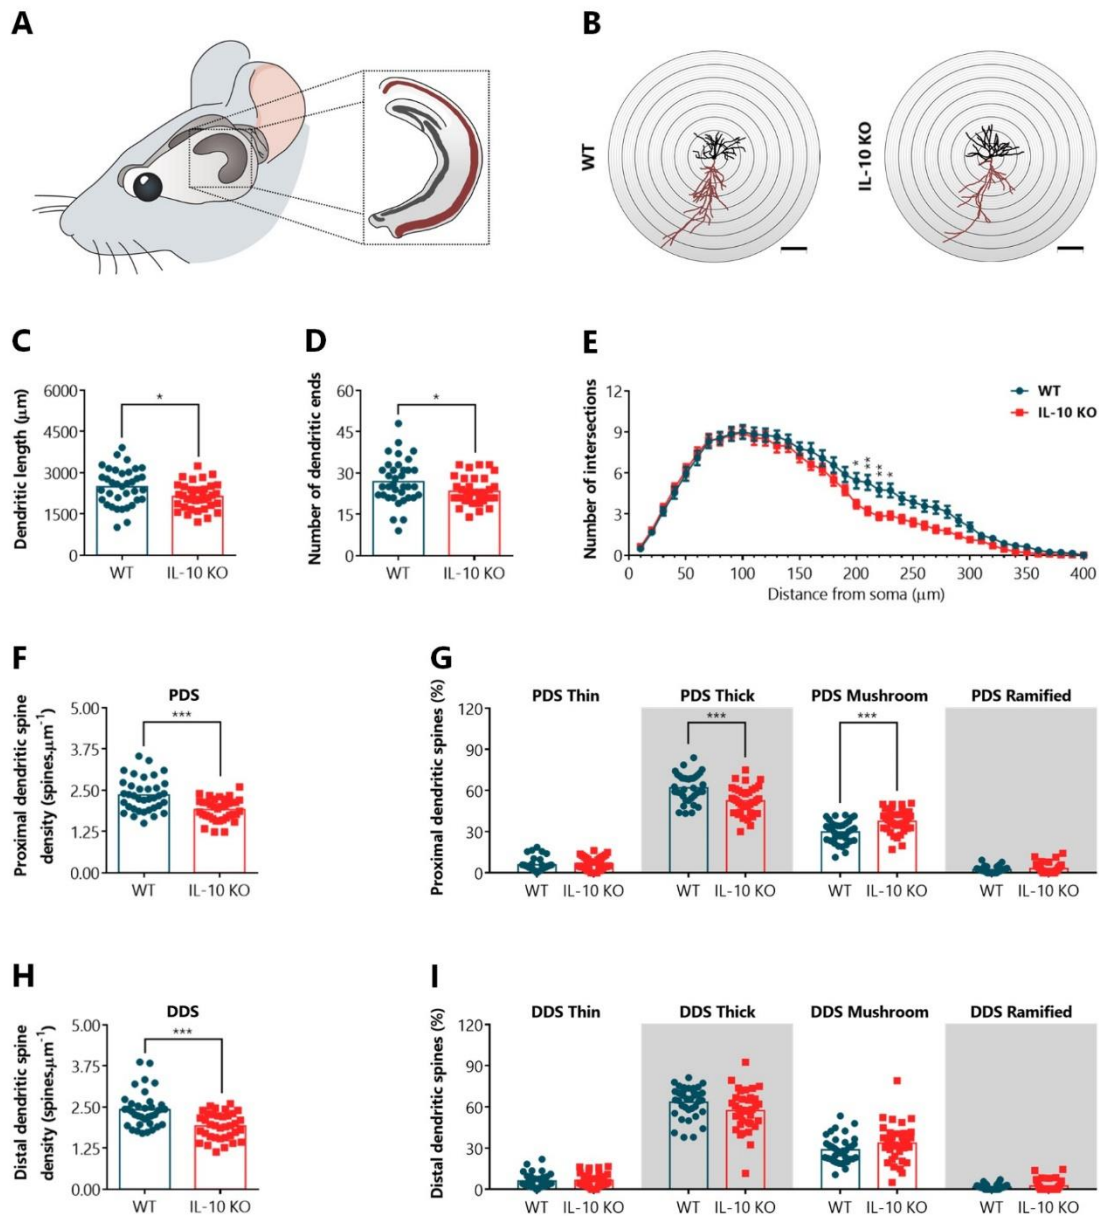 A
B
WT
IL-10 KO
C
Dendritic length (μm)
6000
4500
3000
1500
0
*
WT IL-10 KO
D
Number of dendritic ends
60
45
30
15
0
*
WT IL-10 KO
E
Number of intersections
12
9
6
3
0
WT
IL-10 KO
* ** ** *
0 50 100 150 200 250 300 350 400
Distance from soma (μm)
F
PDS
Proximal dendritic spine
density (spines.μm⁻¹)
5.00
3.75
2.50
1.25
0.00
***
WT IL-10 KO
G
Proximal dendritic spines (%)
PDS Thin PDS Thick PDS Mushroom PDS Ramified
120
90
60
30
0
*** ***
WT IL-10 KO WT IL-10 KO WT IL-10 KO WT IL-10 KO
H
DDS
Distal dendritic spine
density (spines.μm⁻¹)
5.00
3.75
2.50
1.25
0.00
***
WT IL-10 KO
I
Distal dendritic spines (%)
DDS Thin DDS Thick DDS Mushroom DDS Ramified
120
90
60
30
0
WT IL-10 KO WT IL-10 KO WT IL-10 KO WT IL-10 KO